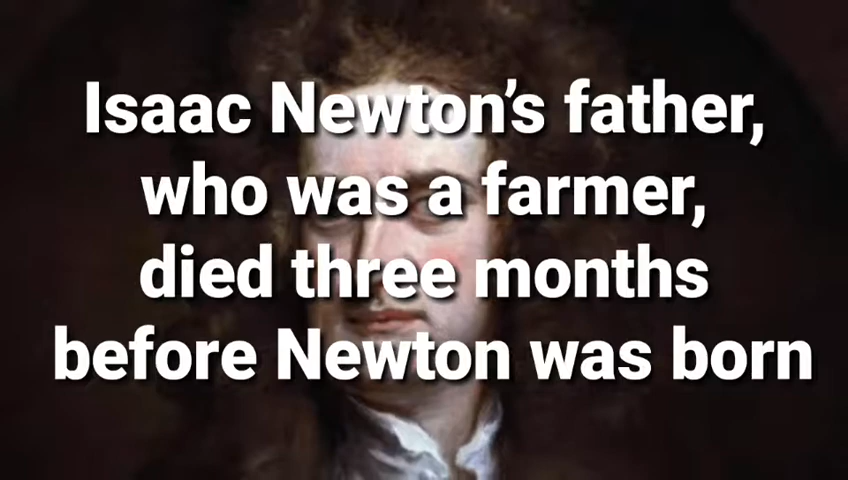 Isaac Newton’s father,
who was a farmer,
died three months
before Newton was born